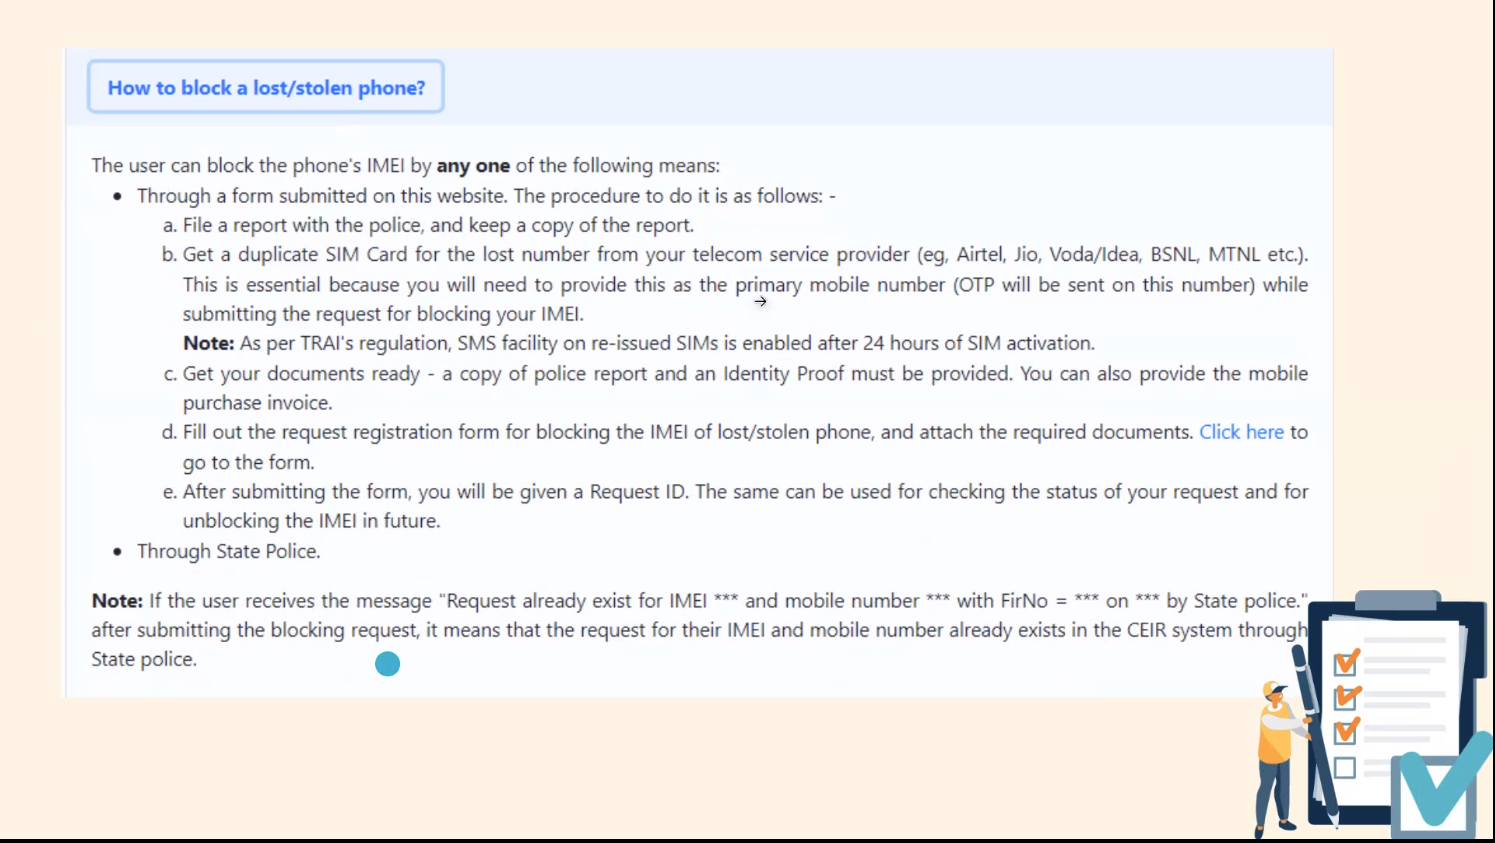 How to block a lost/stolen phone?
The user can block the phone's IMEI by any one of the following means:
• Through a form submitted on this website. The procedure to do it is as follows: -
a. File a report with the police, and keep a copy of the report.
b. Get a duplicate SIM Card for the lost number from your telecom service provider (eg, Airtel, Jio, Voda/Idea, BSNL, MTNL etc.).
This is essential because you will need to provide this as the primary mobile number (OTP will be sent on this number) while
submitting the request for blocking your IMEI.
Note: As per TRAI's regulation, SMS facility on re-issued SIMs is enabled after 24 hours of SIM activation.
c. Get your documents ready - a copy of police report and an Identity Proof must be provided. You can also provide the mobile
purchase invoice.
d. Fill out the request registration form for blocking the IMEI of lost/stolen phone, and attach the required documents. Click here to
go to the form.
e. After submitting the form, you will be given a Request ID. The same can be used for checking the status of your request and for
unblocking the IMEI in future.
• Through State Police.
Note: If the user receives the message "Request already exist for IMEI *** and mobile number *** with FirNo = *** on *** by State police."
after submitting the blocking request, it means that the request for their IMEI and mobile number already exists in the CEIR system through
State police.